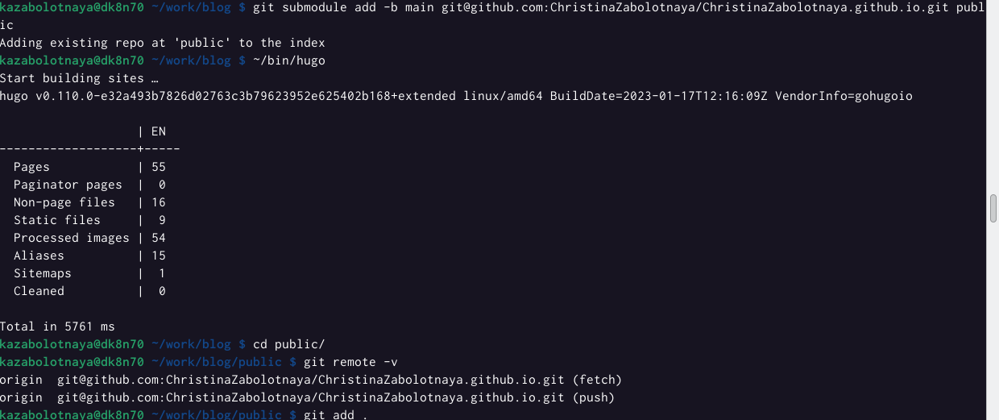 kazabolotnaya@dk8n70 ~/work/blog $ git submodule add -b main git@github.com:ChristinaZabolotnaya/ChristinaZabolotnaya.github.io.git publ
ic
Adding existing repo at 'public' to the index
kazabolotnaya@dk8n70 ~/work/blog $ ~/bin/hugo
Start building sites …
hugo v0.110.0-e32a493b7826d02763c3b79623952e625402b168+extended linux/amd64 BuildDate=2023-01-17T12:16:09Z VendorInfo=gohugoio
                   | EN
-------------------+-----
  Pages            | 55
  Paginator pages  |  0
  Non-page files   | 16
  Static files     |  9
  Processed images | 54
  Aliases          | 15
  Sitemaps         |  1
  Cleaned          |  0
Total in 5761 ms
kazabolotnaya@dk8n70 ~/work/blog $ cd public/
kazabolotnaya@dk8n70 ~/work/blog/public $ git remote -v
origin  git@github.com:ChristinaZabolotnaya/ChristinaZabolotnaya.github.io.git (fetch)
origin  git@github.com:ChristinaZabolotnaya/ChristinaZabolotnaya.github.io.git (push)
kazabolotnaya@dk8n70 ~/work/blog/public $ git add .